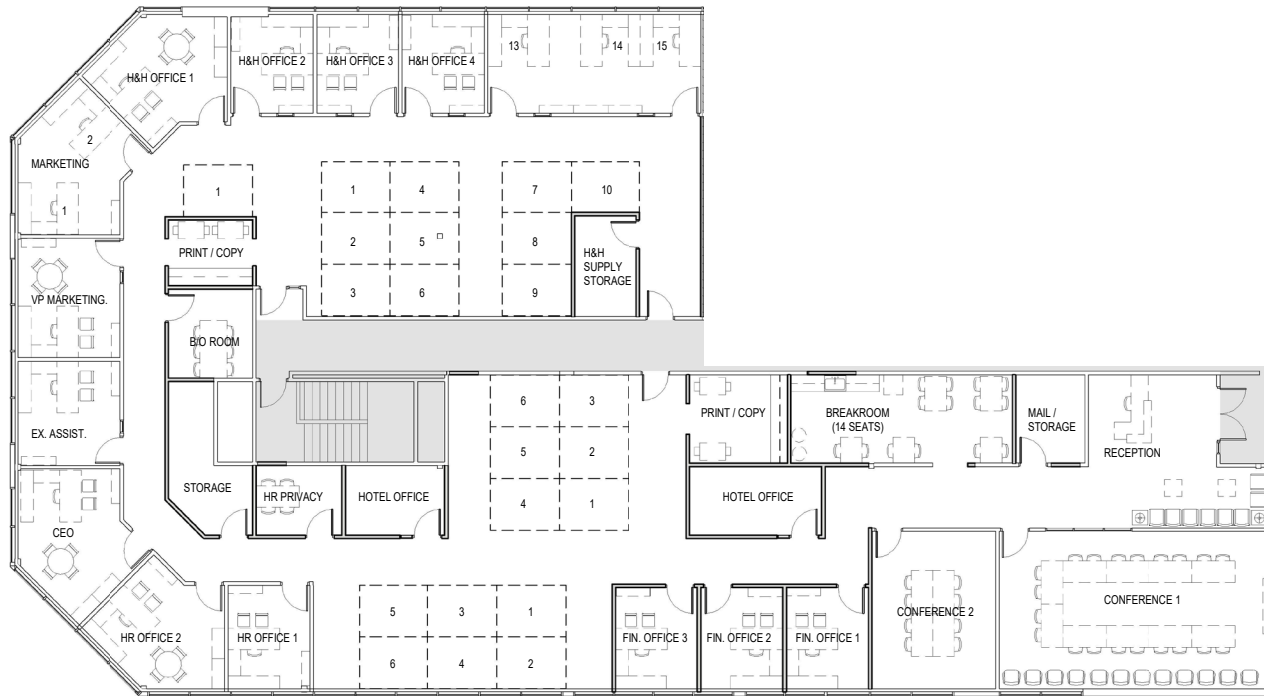 13
14
15
H&H OFFICE 1
H&H OFFICE 2
H&H OFFICE 3
H&H OFFICE 4
2
MARKETING
1
1
1
4
7
10
2
5
8
3
6
9
PRINT / COPY
H&H
SUPPLY
STORAGE
VP MARKETING.
B/O ROOM
EX. ASSIST.
6
3
5
2
4
1
PRINT / COPY
BREAKROOM
(14 SEATS)
MAIL /
STORAGE
RECEPTION
STORAGE
HR PRIVACY
HOTEL OFFICE
HOTEL OFFICE
CEO
HR OFFICE 2
HR OFFICE 1
5
3
1
6
4
2
FIN. OFFICE 3
FIN. OFFICE 2
FIN. OFFICE 1
CONFERENCE 2
CONFERENCE 1